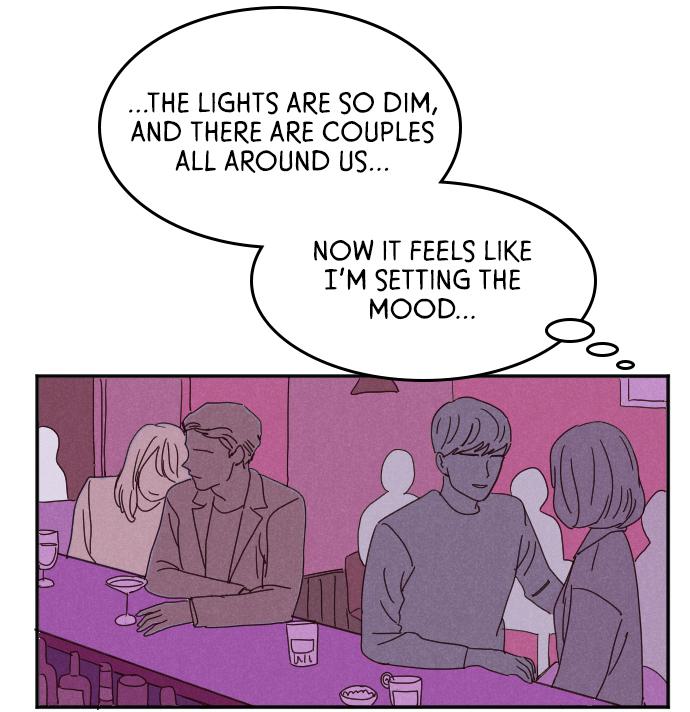 ...THE LIGHTS ARE SO DIM,
AND THERE ARE COUPLES
ALL AROUND US...
NOW IT FEELS LIKE
I'M SETTING THE
MOOD...